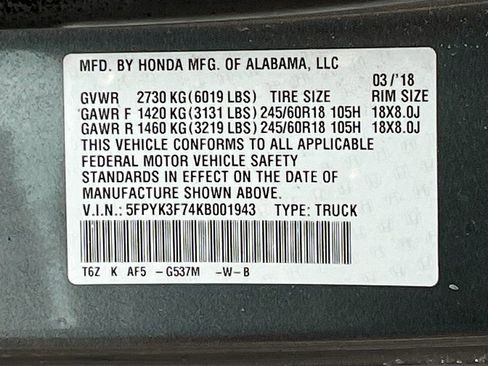 MFD. BY HONDA MFG. OF ALABAMA, LLC
03/'18
GVWR 2730 KG(6019 LBS) TIRE SIZE RIM SIZE
GAWR F 1420 KG(3131 LBS)245/60R18 105H 18X8.0J
GAWR R 1460 KG(3219 LBS)245/60R18 105H 18X8.0J
THIS VEHICLE CONFORMS TO ALL APPLICABLE
FEDERAL MOTOR VEHICLE SAFETY
STANDARDS IN EFFECT ON THE DATE OF
MANUFACTURE SHOWN ABOVE.
V.I.N.: 5FPYK3F74KB001943 TYPE: TRUCK
T6Z K AF5 -G537M -W-B